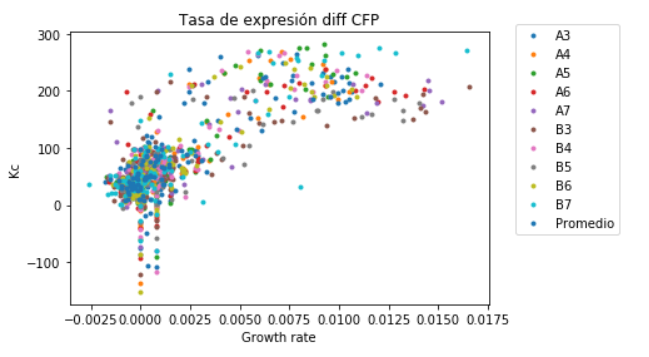 Tasa de expresión diff CFP
300
200
100
0
−100
Kc
−0.0025 0.0000 0.0025 0.0050 0.0075 0.0100 0.0125 0.0150 0.0175
Growth rate
A3
A4
A5
A6
A7
B3
B4
B5
B6
B7
Promedio